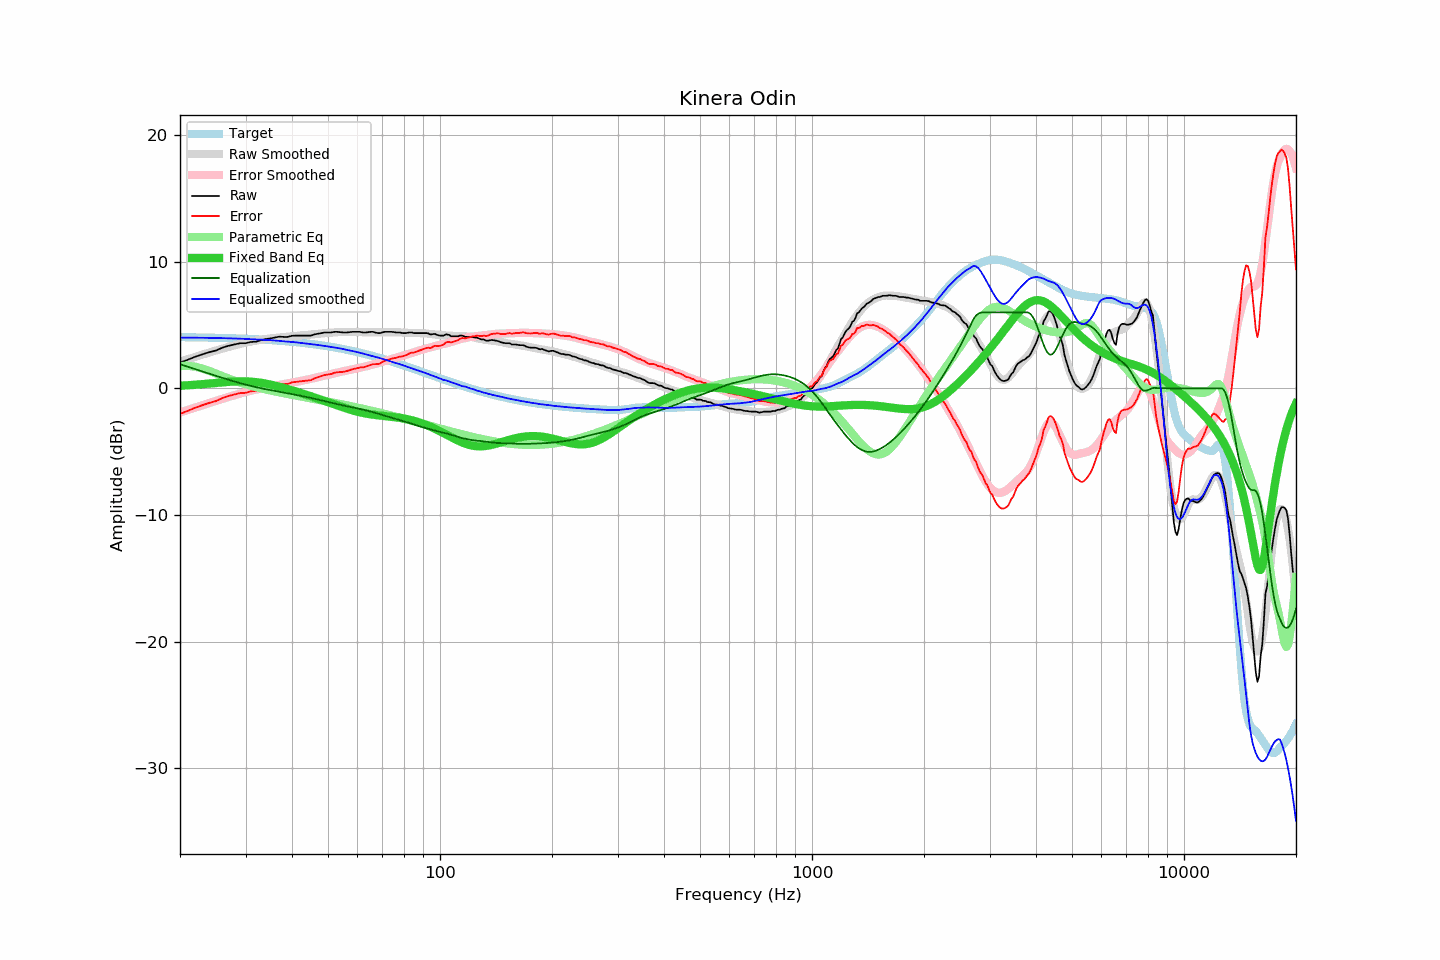 Kinera Odin
Target
Raw Smoothed
Error Smoothed
Raw
Error
Parametric Eq
Fixed Band Eq
Equalization
Equalized smoothed
20
10
0
−10
−20
−30
Amplitude (dBr)
100
1000
10000
Frequency (Hz)